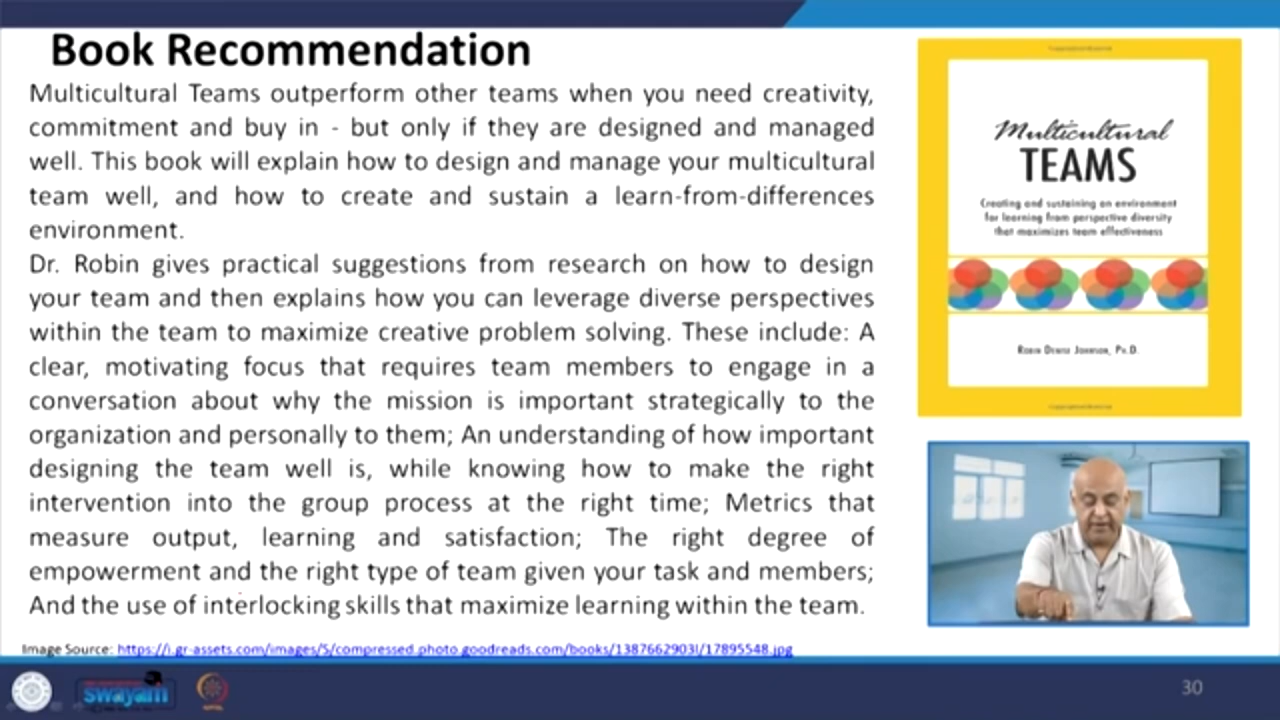 Book Recommendation
Multicultural Teams outperform other teams when you need creativity,
commitment and buy in - but only if they are designed and managed
well. This book will explain how to design and manage your multicultural
team well, and how to create and sustain a learn-from-differences
environment.
Dr. Robin gives practical suggestions from research on how to design
your team and then explains how you can leverage diverse perspectives
within the team to maximize creative problem solving. These include: A
clear, motivating focus that requires team members to engage in a
conversation about why the mission is important strategically to the
organization and personally to them; An understanding of how important
designing the team well is, while knowing how to make the right
intervention into the group process at the right time; Metrics that
measure output, learning and satisfaction; The right degree of
empowerment and the right type of team given your task and members;
And the use of interlocking skills that maximize learning within the team.
Image Source: https://i.gr-assets.com/images/S/compressed.photo.goodreads.com/books/1387662903l/17895548.jpg
Multicultural
TEAMS
Creating and sustaining an environment
for learning from perspective diversity
that maximizes team effectiveness
Robin Denise Johnson, Ph.D.
swayam
30